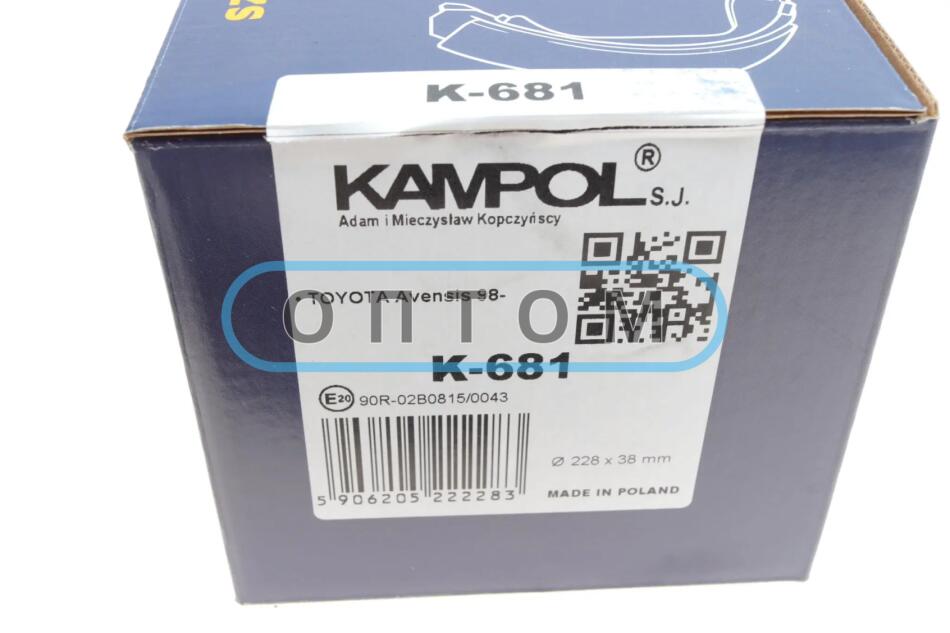 K-681
KAMPOL® S.J.
Adam i Mieczysław Kopczyńscy
• TOYOTA Avensis 98-
ОПТОМ
K-681
E20 90R-02B0815/0043
Ø 228 x 38 mm
5 906205 222283
MADE IN POLAND